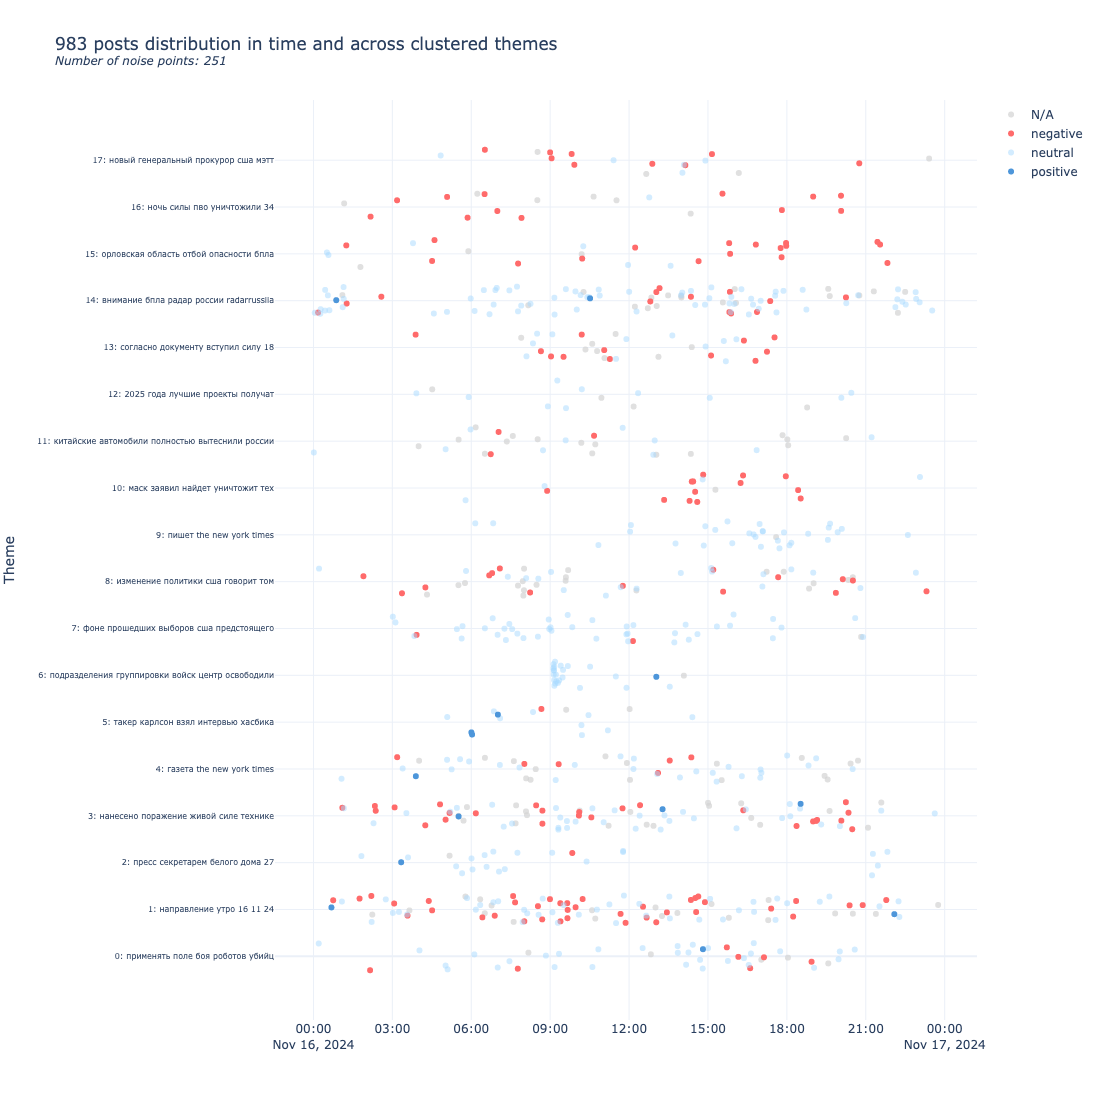 983 posts distribution in time and across clustered themes
Number of noise points: 251
N/A
negative
neutral
positive
Theme
17: новый генеральный прокурор сша мэтт
16: ночь силы пво уничтожили 34
15: орловская область отбой опасности бпла
14: внимание бпла радар россии radarrussiia
13: согласно документу вступил силу 18
12: 2025 года лучшие проекты получат
11: китайские автомобили полностью вытеснили россии
10: маск заявил найдет уничтожит тех
9: пишет the new york times
8: изменение политики сша говорит том
7: фоне прошедших выборов сша предстоящего
6: подразделения группировки войск центр освободили
5: такер карлсон взял интервью хасбика
4: газета the new york times
3: нанесено поражение живой силе технике
2: пресс секретарем белого дома 27
1: направление утро 16 11 24
0: применять поле боя роботов убийц
00:00 03:00 06:00 09:00 12:00 15:00 18:00 21:00 00:00
Nov 16, 2024 Nov 17, 2024